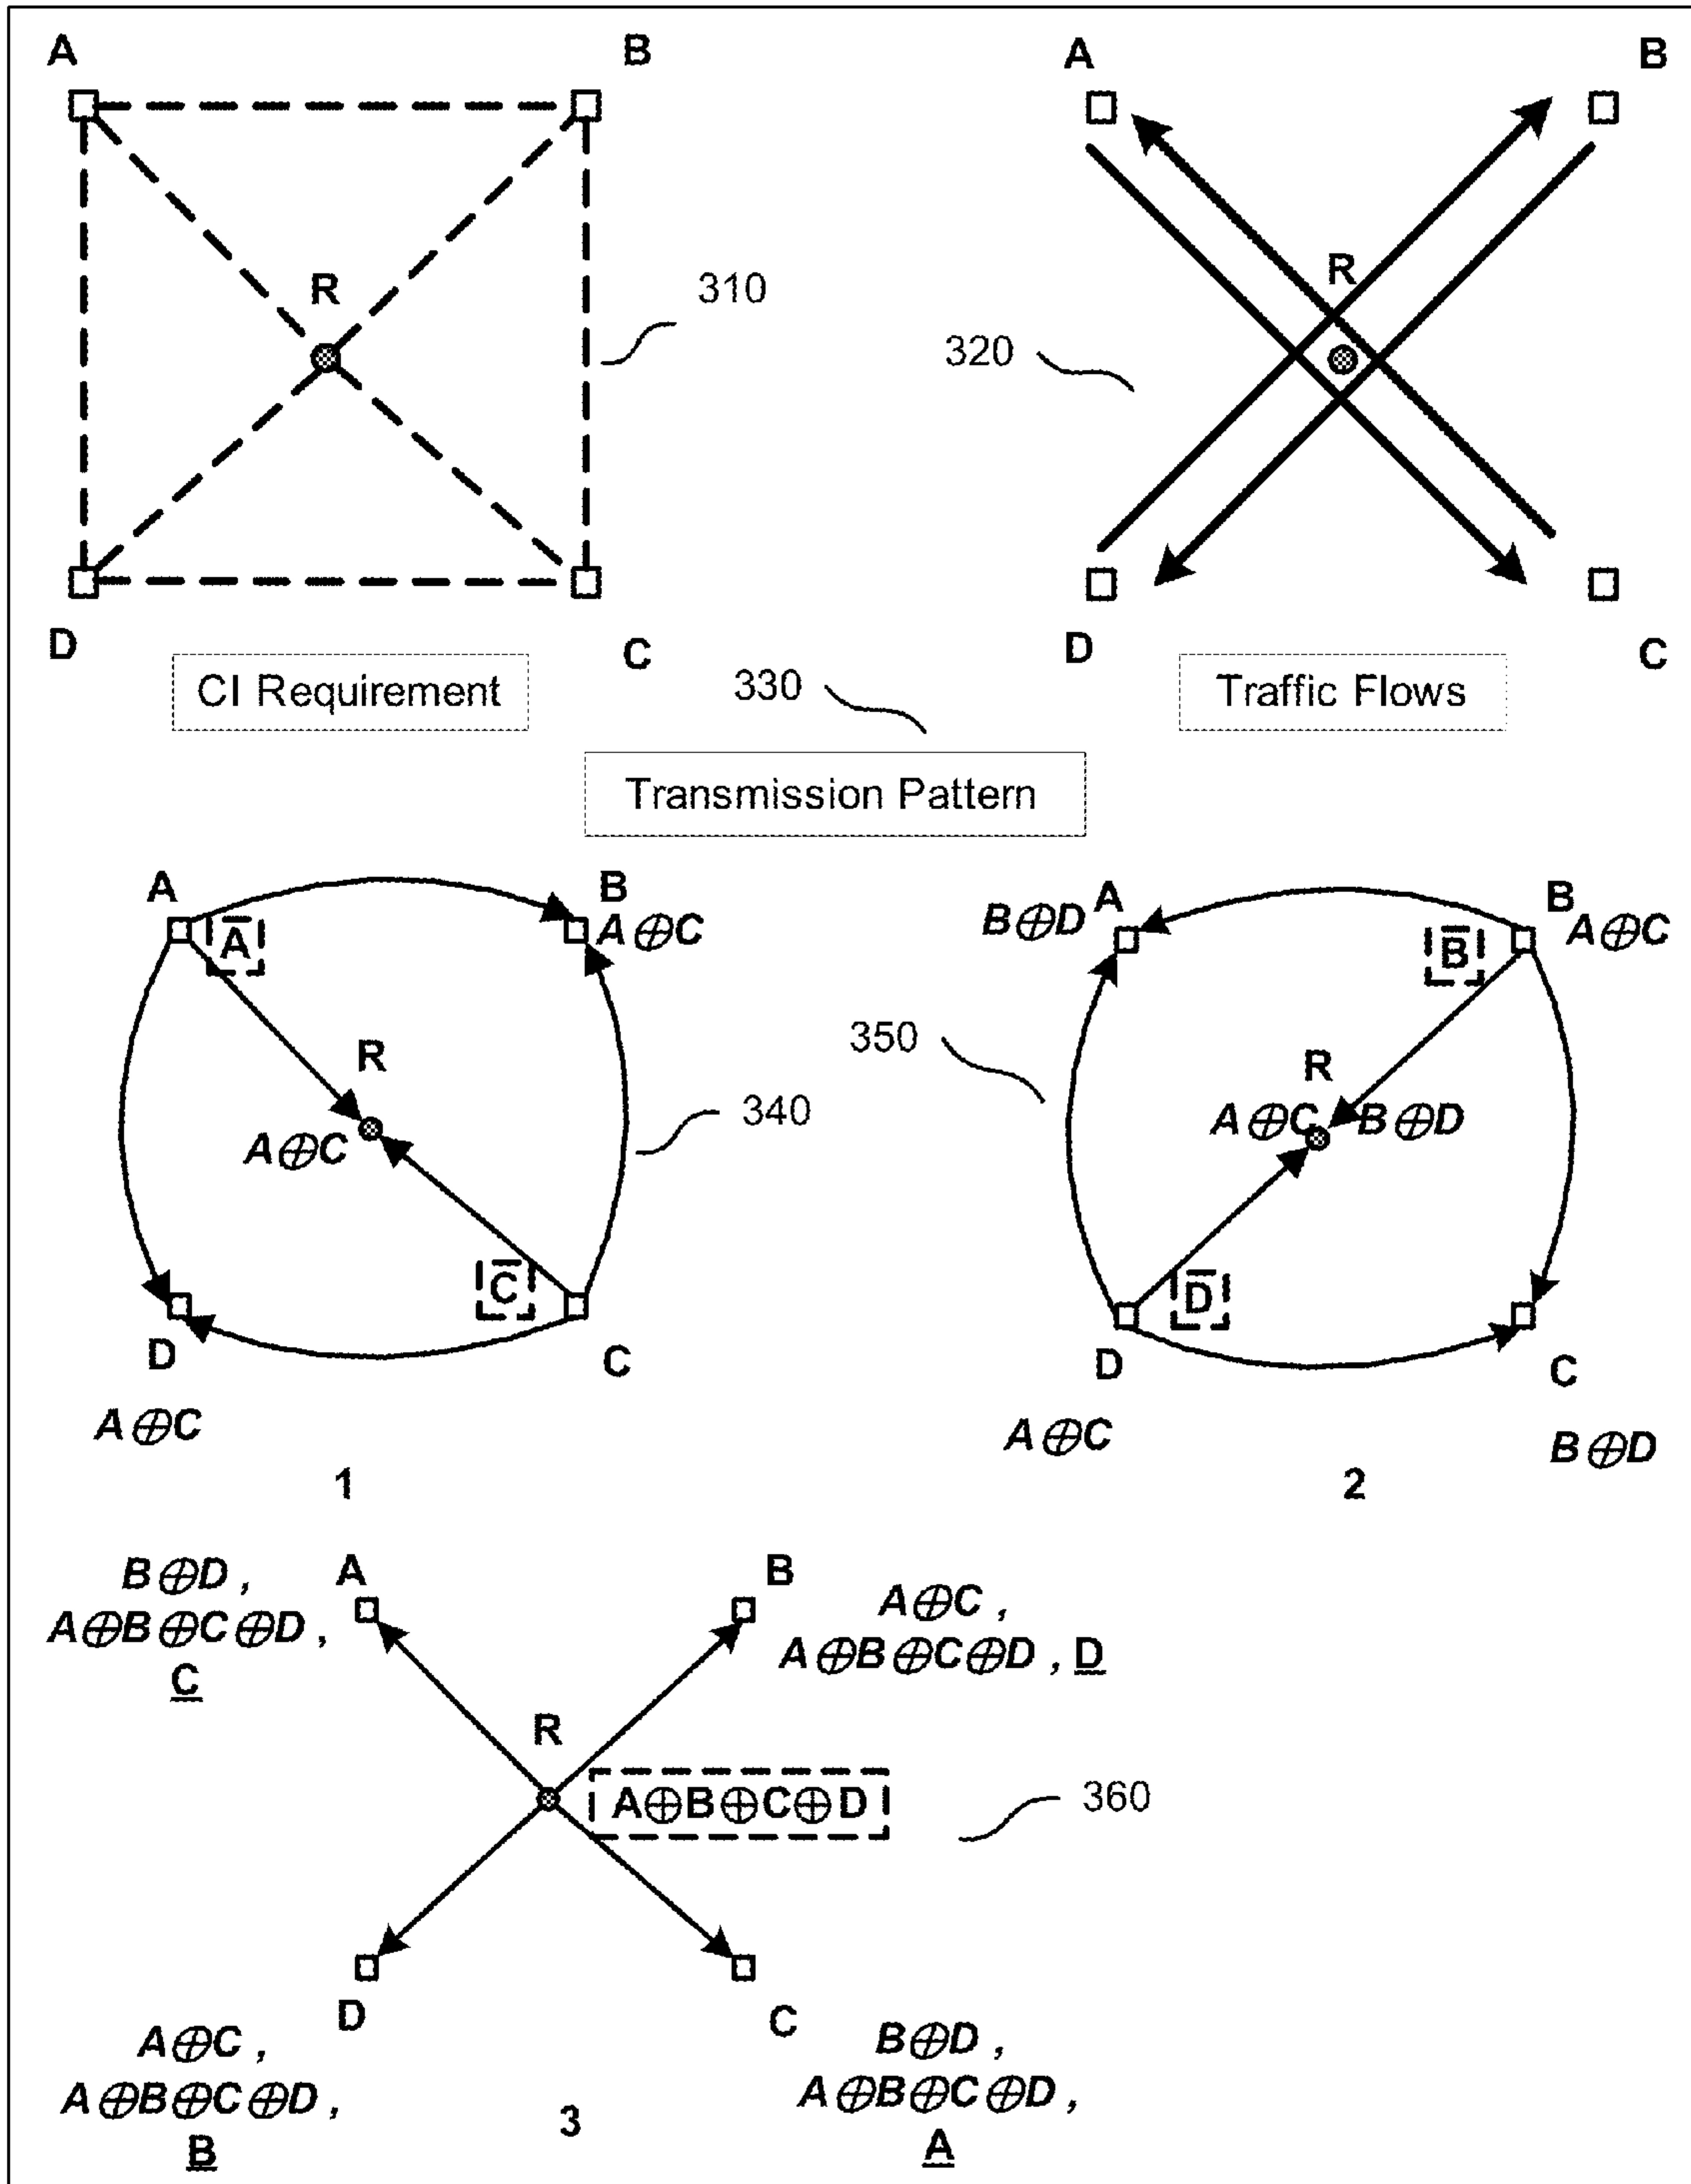 A B
R
310
D C
CI Requirement
A B
R
320
D C
Traffic Flows
330
Transmission Pattern
A B
A̅ A⊕C
R
A⊕C
340
C̅
D C
A⊕C
1
B⊕D A B A⊕C
B̅
350
R
A⊕C B⊕D
D̅
D C
A⊕C B⊕D
2
B⊕D ,
A⊕B⊕C⊕D ,
C
A B
A⊕C ,
A⊕B⊕C⊕D , D
R
A⊕B⊕C⊕D
360
D C
A⊕C ,
A⊕B⊕C⊕D ,
B
3
B⊕D ,
A⊕B⊕C⊕D ,
A